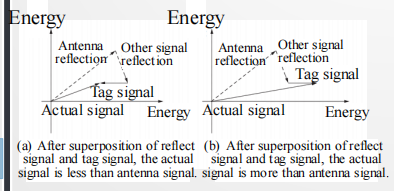 Energy
Energy
Antenna
reflection
Other signal
reflection
Tag signal
Actual signal
Energy
Antenna
reflection
Other signal
reflection
Tag signal
Actual signal
Energy
(a) After superposition of reflect
signal and tag signal, the actual
signal is less than antenna signal.
(b) After superposition of reflect
signal and tag signal, the actual
signal is more than antenna signal.